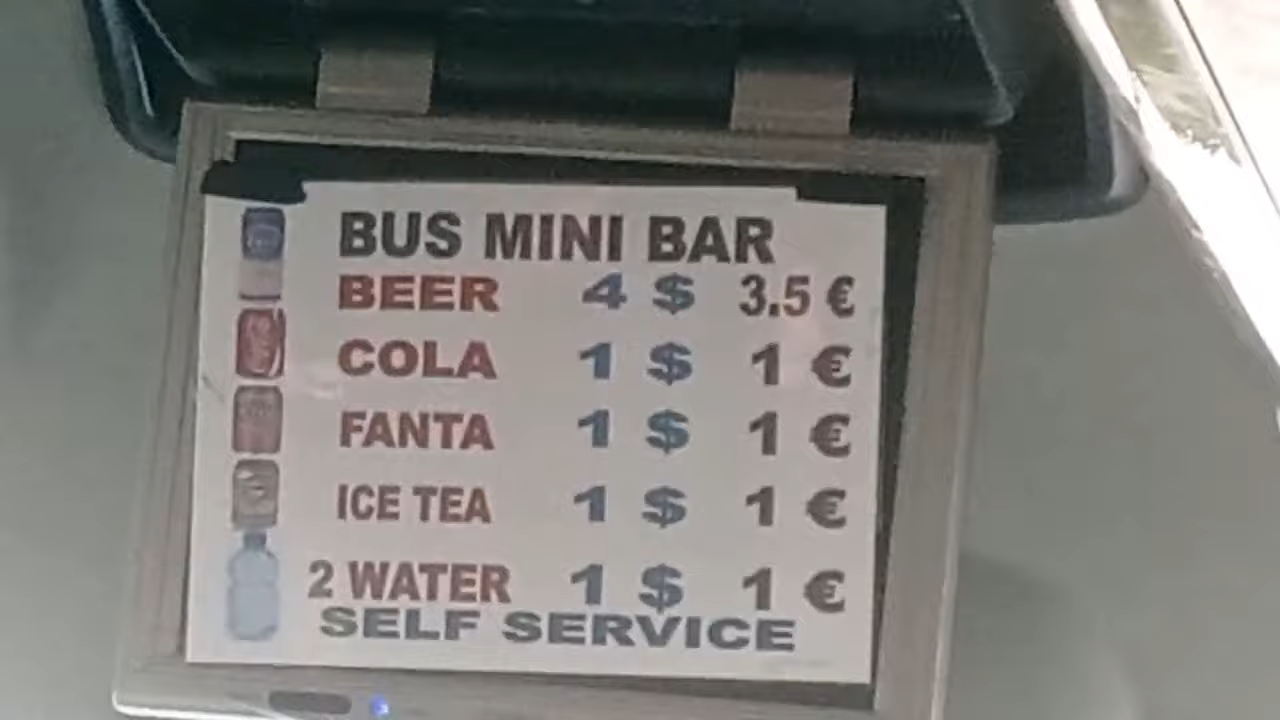 BUS MINI BAR
BEER 4 $ 3.5 €
COLA 1 $ 1 €
FANTA 1 $ 1 €
ICE TEA 1 $ 1 €
2 WATER 1 $ 1 €
SELF SERVICE